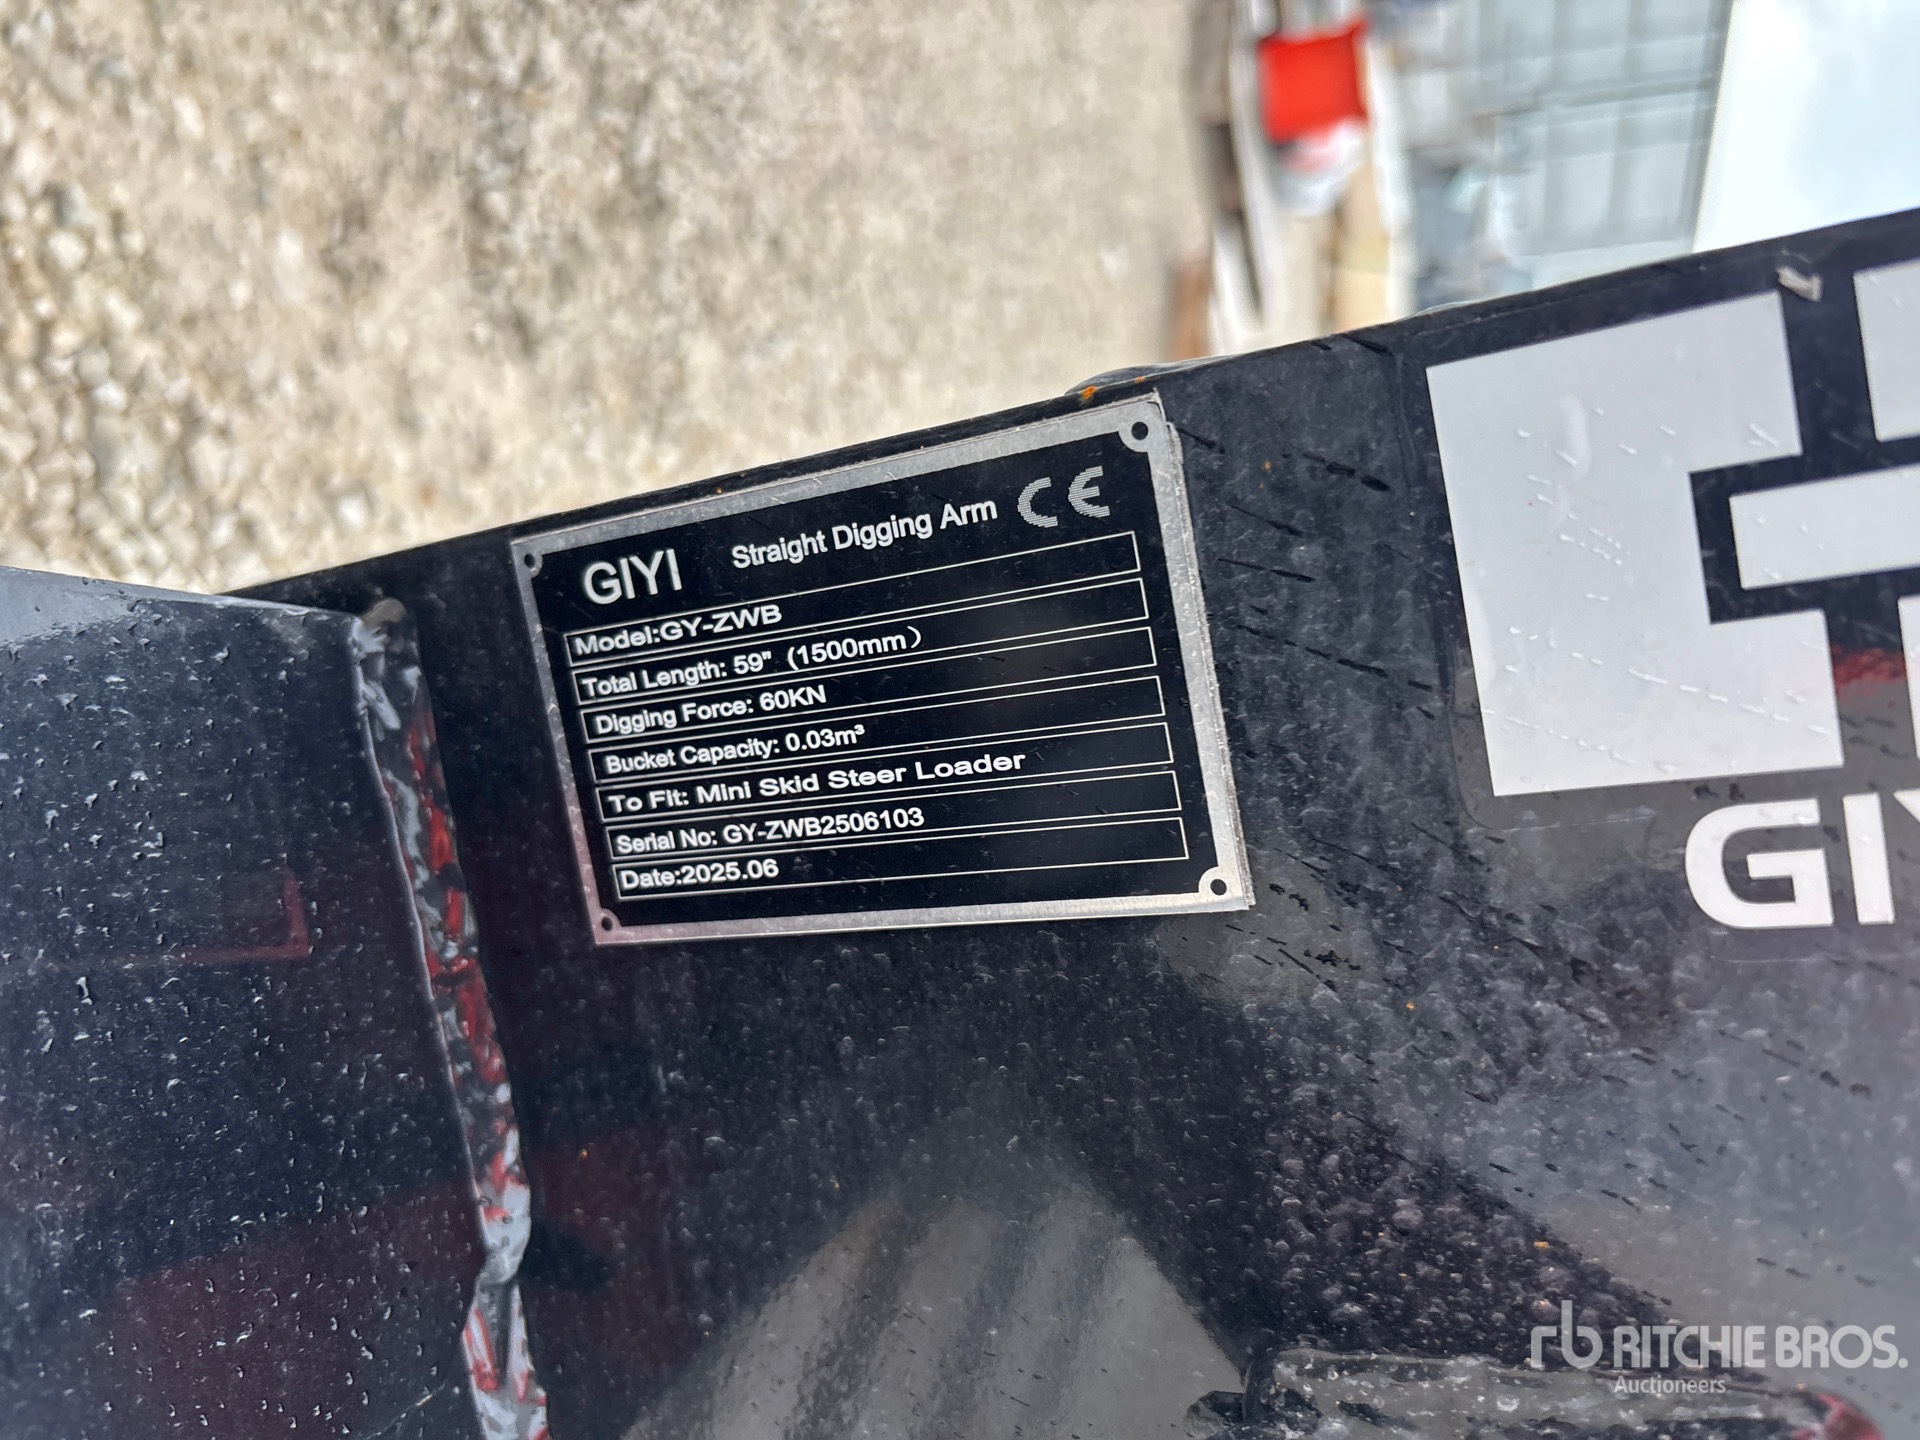 GIYI Straight Digging Arm CE
Model:GY-ZWB
Total Length: 59" (1500mm)
Digging Force: 60KN
Bucket Capacity: 0.03m³
To Fit: Mini Skid Steer Loader
Serial No: GY-ZWB2506103
Date:2025.06
rb RITCHIE BROS.
Auctioneers